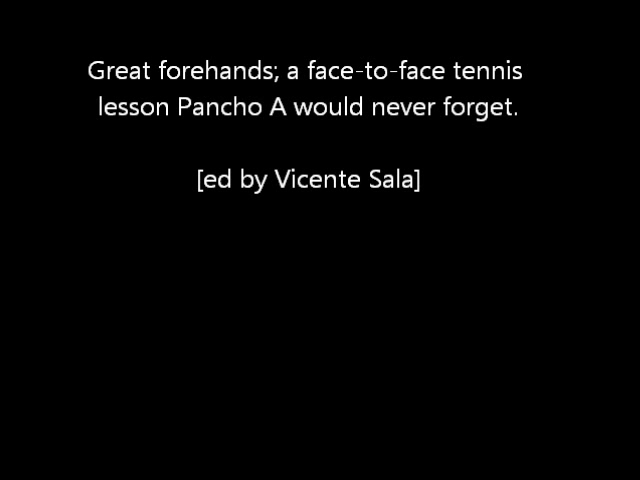 Great forehands; a face-to-face tennis
lesson Pancho A would never forget.
[ed by Vicente Sala]